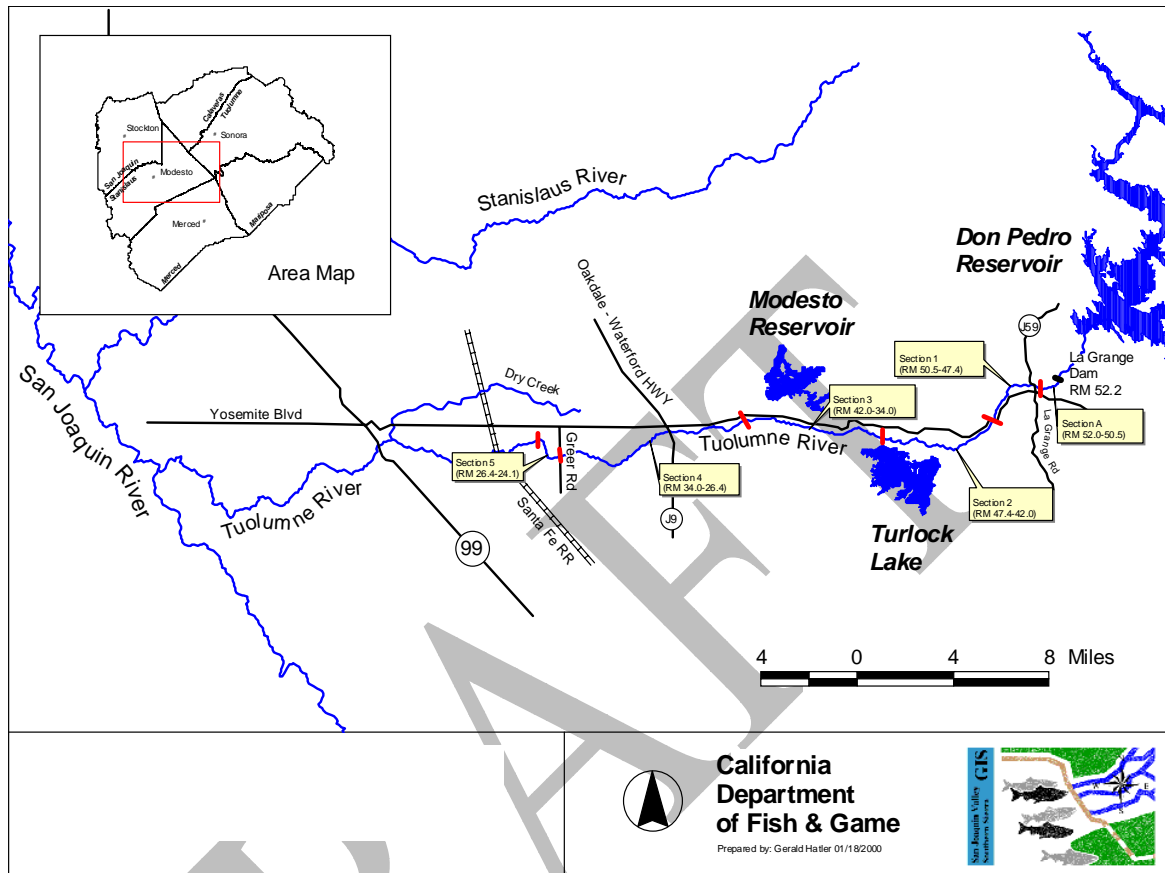 Stockton
Calaveras
Tuolumne
Sonora
San Joaquin
Stanislaus
Modesto
Merced
Mariposa
Merced
Area Map
Stanislaus River
Don Pedro
Reservoir
Oakdale - Waterford HWY
Modesto
Reservoir
J59
La Grange
Dam
RM 52.2
Section 1
(RM 50.5-47.4)
San Joaquin River
Dry Creek
Yosemite Blvd
Section 3
(RM 42.0-34.0)
Section A
(RM 52.0-50.5)
La Grange Rd
Tuolumne River
Greer Rd
Section 5
(RM 26.4-24.1)
Section 4
(RM 34.0-26.4)
Section 2
(RM 47.4-42.0)
Tuolumne River
Santa Fe RR
J9
99
Turlock
Lake
4 0 4 8 Miles
DRAFT
California
Department
of Fish & Game
Prepared by: Gerald Hatler 01/18/2000
San Joaquin Valley
Southern Sierra
GIS
E
S